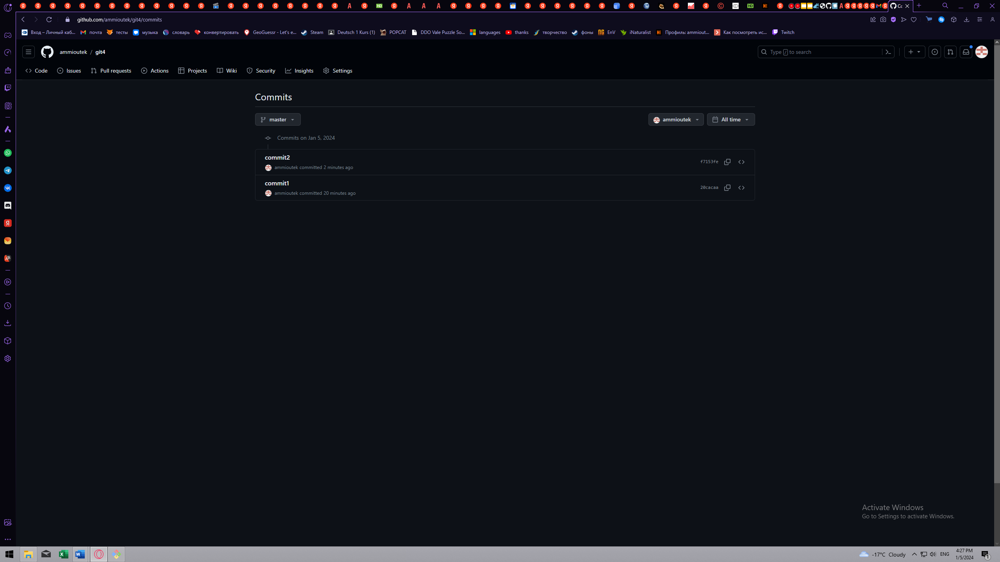 Cc
github.com/ammioutek/git4/commits
Вход – Личный каб... почта тесты музыка словарь конвертировать GeoGuessr - Let's e... Steam Deutsch 1 Kurs (1) POPCAT DDO Vale Puzzle So... languages thanks творчество фоны EnV iNaturalist Профиль: ammiout... Как посмотреть ис... Twitch
ammioutek / git4
Type / to search
Code Issues Pull requests Actions Projects Wiki Security Insights Settings
Commits
master
ammioutek All time
Commits on Jan 5, 2024
commit2
f7153fe
ammioutek committed 2 minutes ago
commit1
20cacaa
ammioutek committed 20 minutes ago
Activate Windows
Go to Settings to activate Windows.
-17°C Cloudy
ENG
4:27 PM
1/5/2024
1